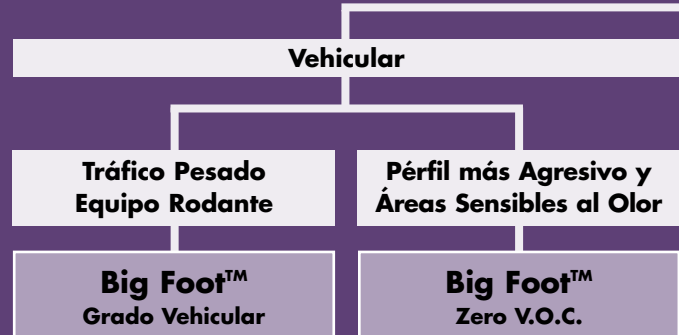 Vehicular
Tráfico Pesado
Equipo Rodante
Pérfil más Agresivo y
Áreas Sensibles al Olor
Big Foot™
Grado Vehicular
Big Foot™
Zero V.O.C.